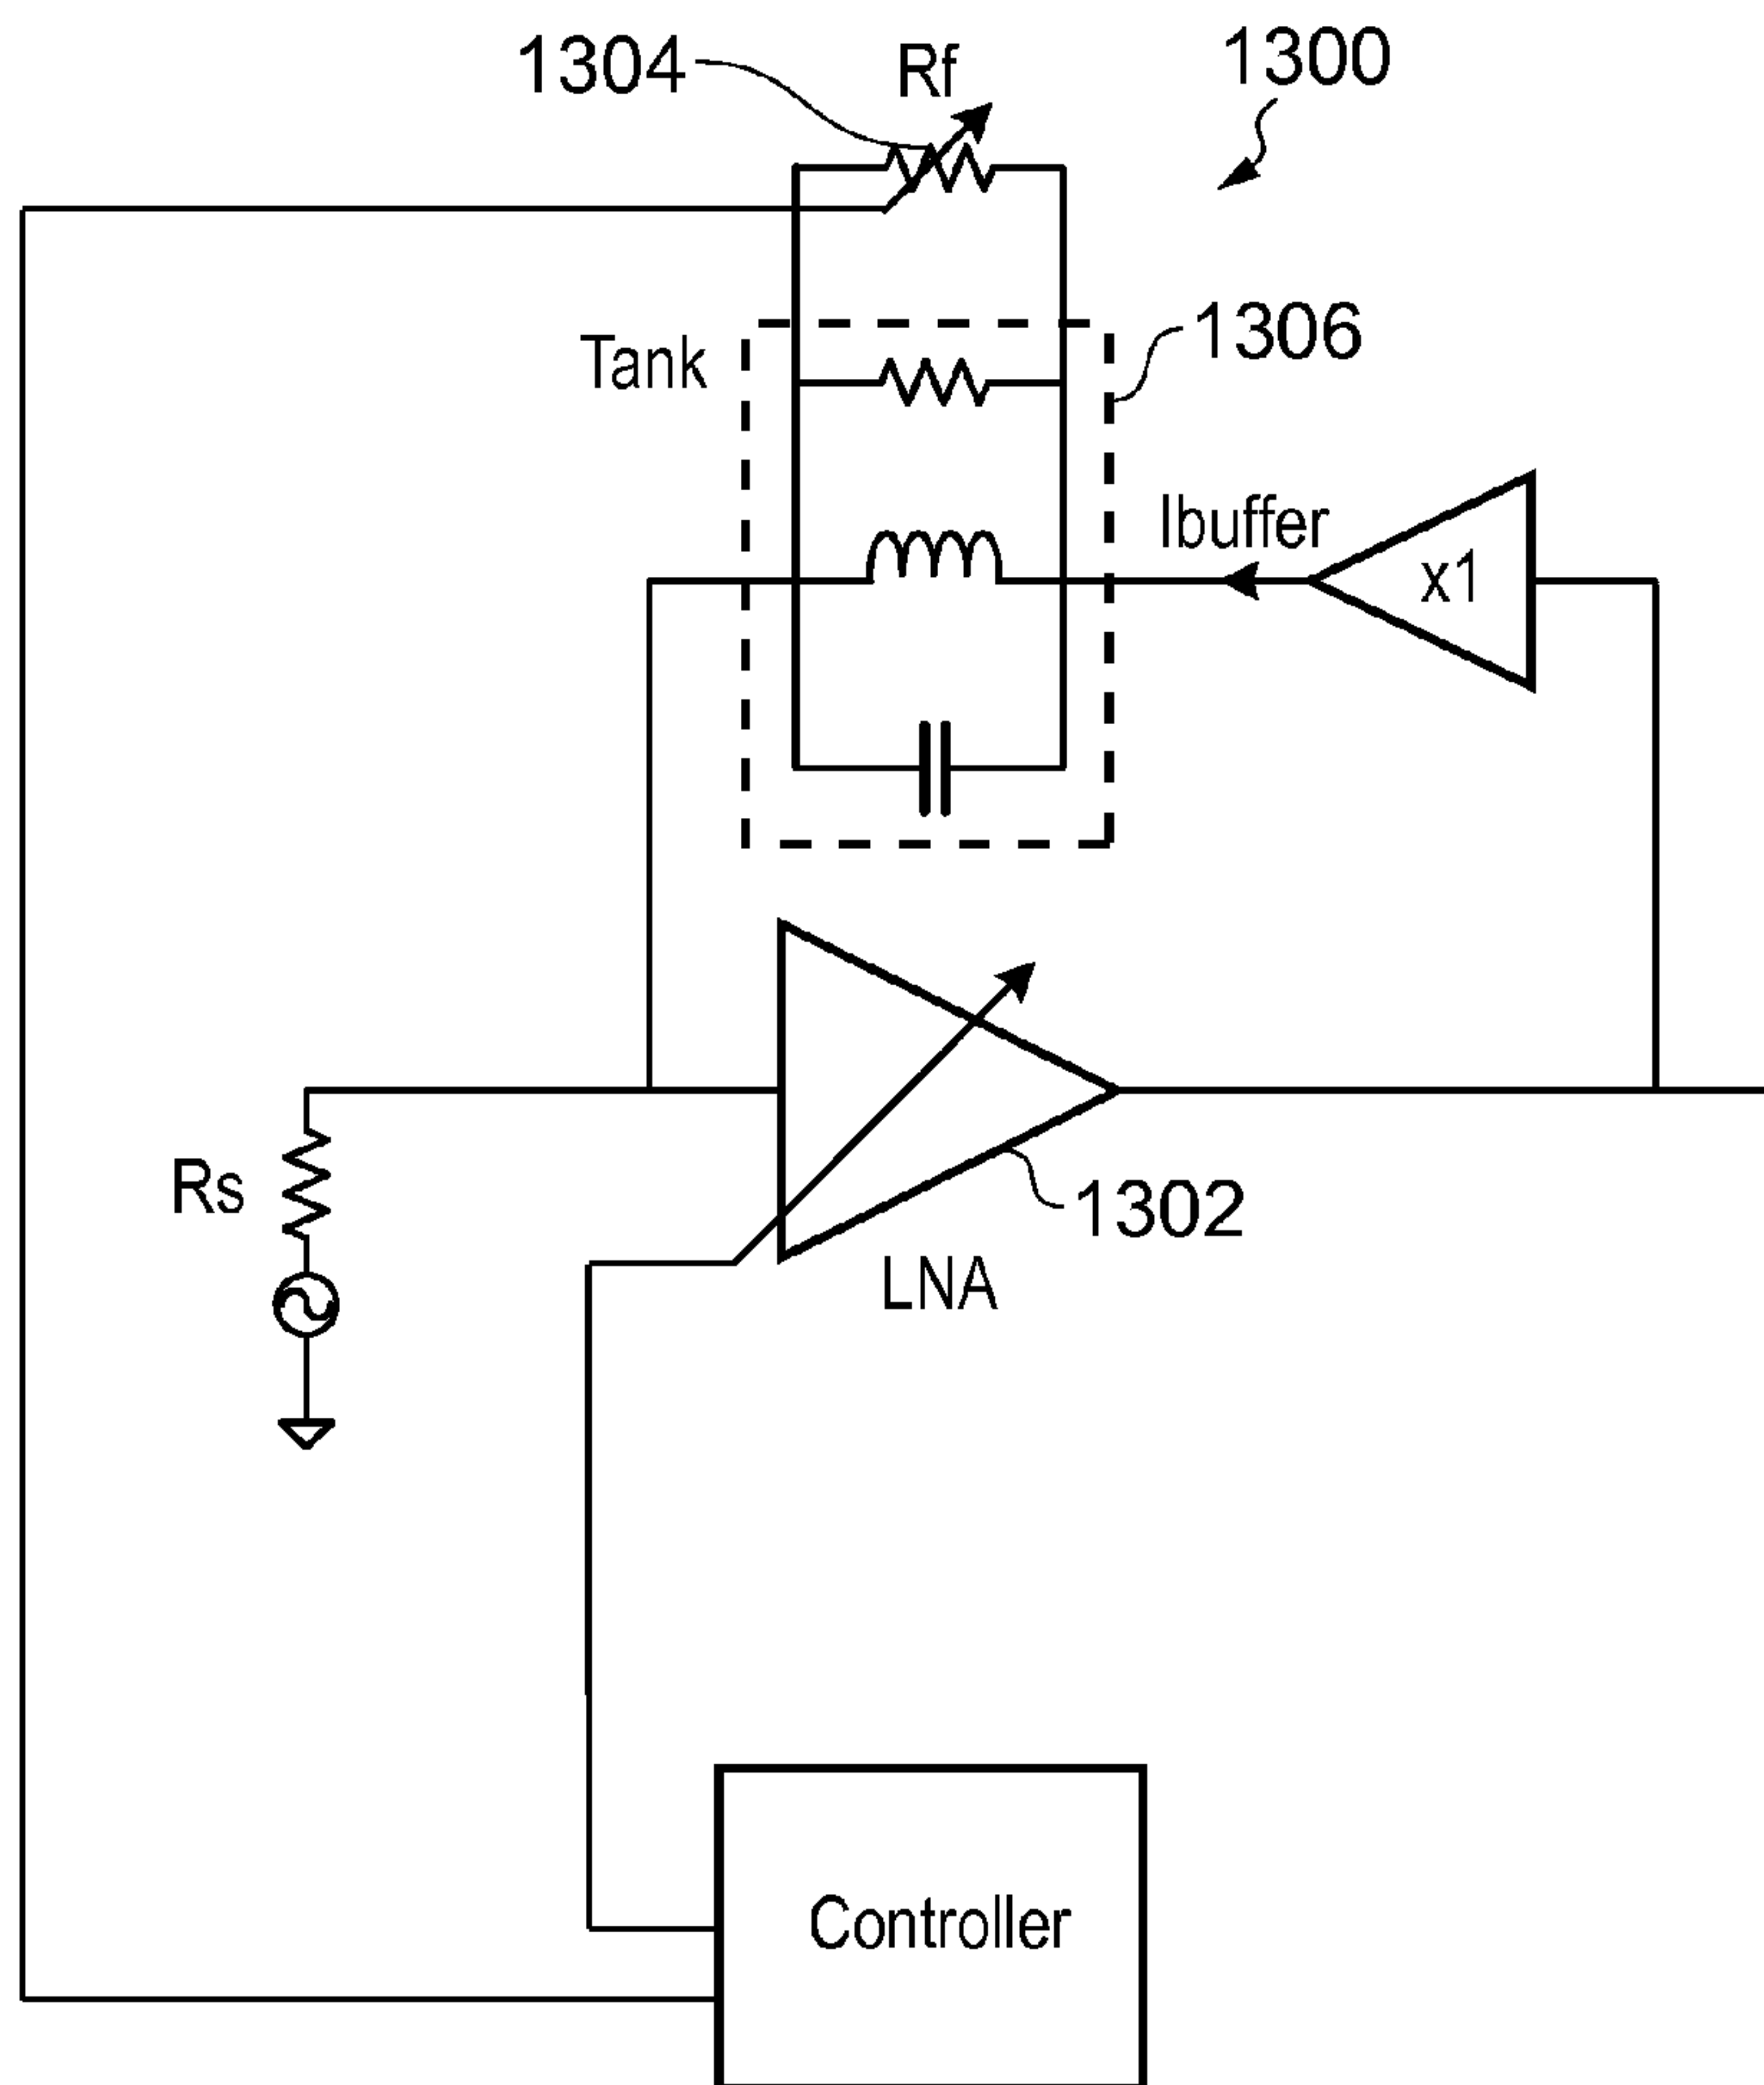 1304
Rf
1300
Tank
1306
Ibuffer
x1
Rs
1302
LNA
Controller